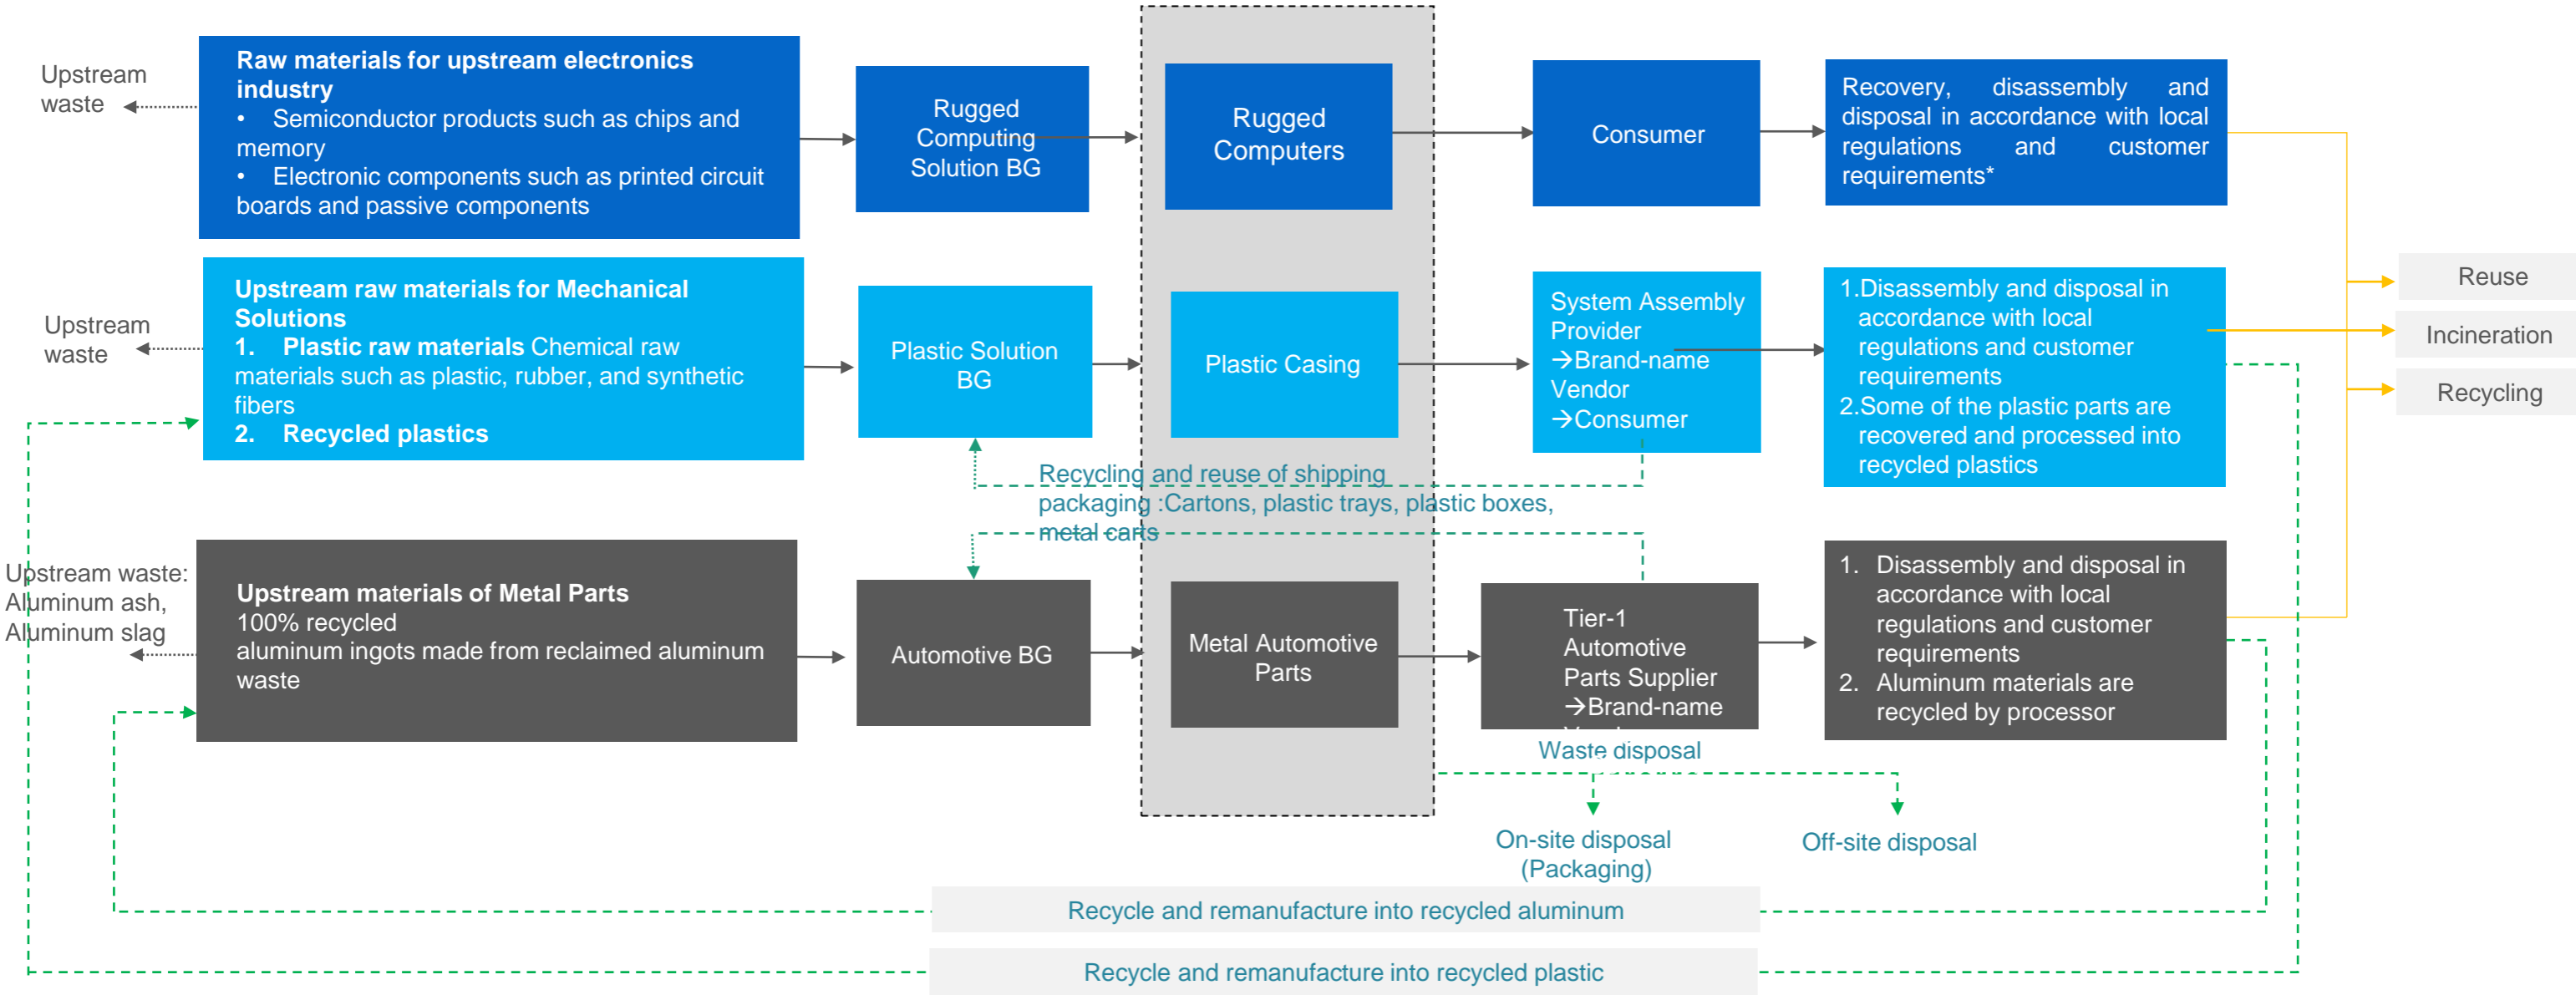 Upstream
waste
Raw materials for upstream electronics
industry
• Semiconductor products such as chips and
memory
• Electronic components such as printed circuit
boards and passive components
Rugged
Computing
Solution BG
Rugged
Computers
Consumer
Recovery, disassembly and
disposal in accordance with local
regulations and customer
requirements*
Upstream
waste
Upstream raw materials for Mechanical
Solutions
1. Plastic raw materials Chemical raw
materials such as plastic, rubber, and synthetic
fibers
2. Recycled plastics
Plastic Solution
BG
Plastic Casing
System Assembly
Provider
→Brand-name
Vendor
→Consumer
1.Disassembly and disposal in
accordance with local
regulations and customer
requirements
2.Some of the plastic parts are
recovered and processed into
recycled plastics
Reuse
Incineration
Recycling
Recycling and reuse of shipping
packaging :Cartons, plastic trays, plastic boxes,
metal carts
Upstream waste:
Aluminum ash,
Aluminum slag
Upstream materials of Metal Parts
100% recycled
aluminum ingots made from reclaimed aluminum
waste
Automotive BG
Metal Automotive
Parts
Tier-1
Automotive
Parts Supplier
→Brand-name
1. Disassembly and disposal in
accordance with local
regulations and customer
requirements
2. Aluminum materials are
recycled by processor
Waste disposal
On-site disposal
(Packaging)
Off-site disposal
Recycle and remanufacture into recycled aluminum
Recycle and remanufacture into recycled plastic